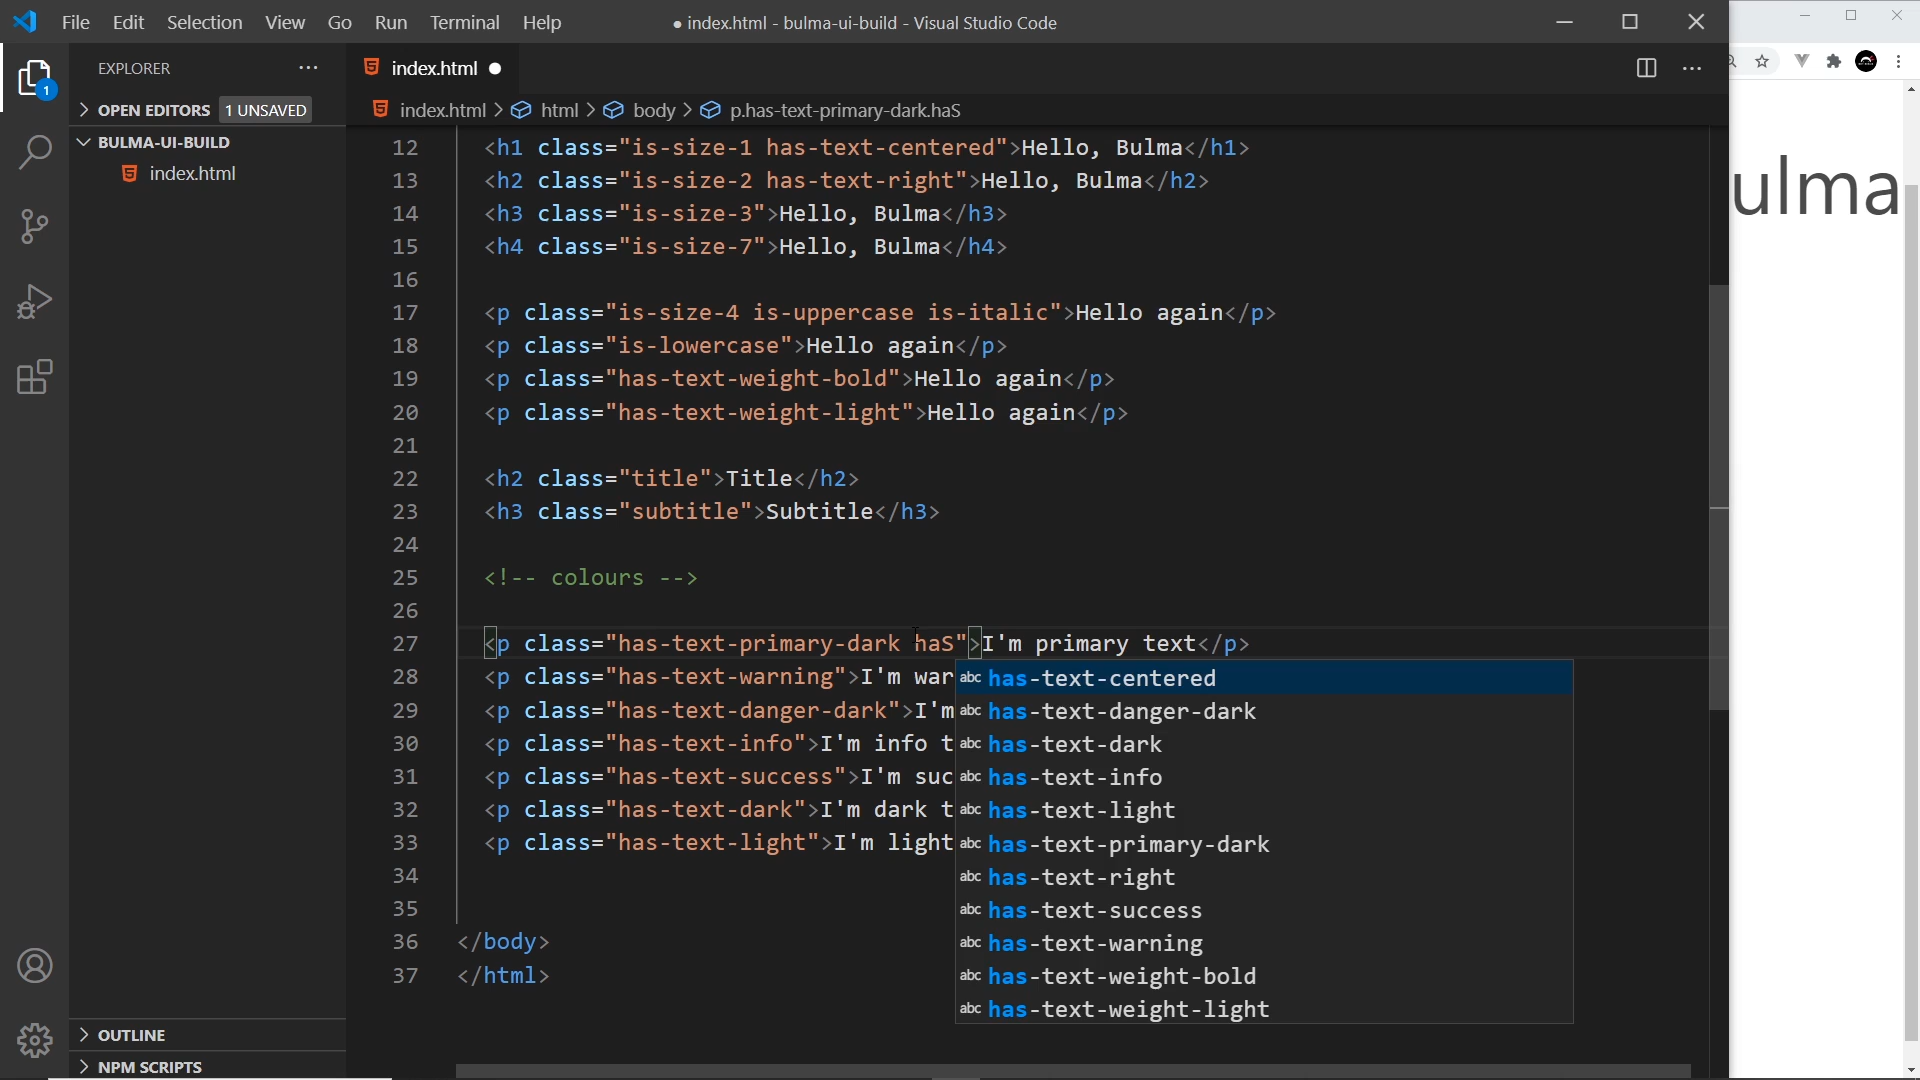 File Edit Selection View Go Run Terminal Help
● index.html - bulma-ui-build - Visual Studio Code
EXPLORER
OPEN EDITORS 1 UNSAVED
BULMA-UI-BUILD
index.html
OUTLINE
NPM SCRIPTS
1
index.html
index.html > html > body > p.has-text-primary-dark.haS
12 <h1 class="is-size-1 has-text-centered">Hello, Bulma</h1>
13 <h2 class="is-size-2 has-text-right">Hello, Bulma</h2>
14 <h3 class="is-size-3">Hello, Bulma</h3>
15 <h4 class="is-size-7">Hello, Bulma</h4>
16
17 <p class="is-size-4 is-uppercase is-italic">Hello again</p>
18 <p class="is-lowercase">Hello again</p>
19 <p class="has-text-weight-bold">Hello again</p>
20 <p class="has-text-weight-light">Hello again</p>
21
22 <h2 class="title">Title</h2>
23 <h3 class="subtitle">Subtitle</h3>
24
25 <!-- colours -->
26
27 <p class="has-text-primary-dark haS">I'm primary text</p>
28 <p class="has-text-warning">I'm war
29 <p class="has-text-danger-dark">I'm
30 <p class="has-text-info">I'm info t
31 <p class="has-text-success">I'm suc
32 <p class="has-text-dark">I'm dark t
33 <p class="has-text-light">I'm light
34
35
36 </body>
37 </html>
abc has-text-centered
abc has-text-danger-dark
abc has-text-dark
abc has-text-info
abc has-text-light
abc has-text-primary-dark
abc has-text-right
abc has-text-success
abc has-text-warning
abc has-text-weight-bold
abc has-text-weight-light
ulma